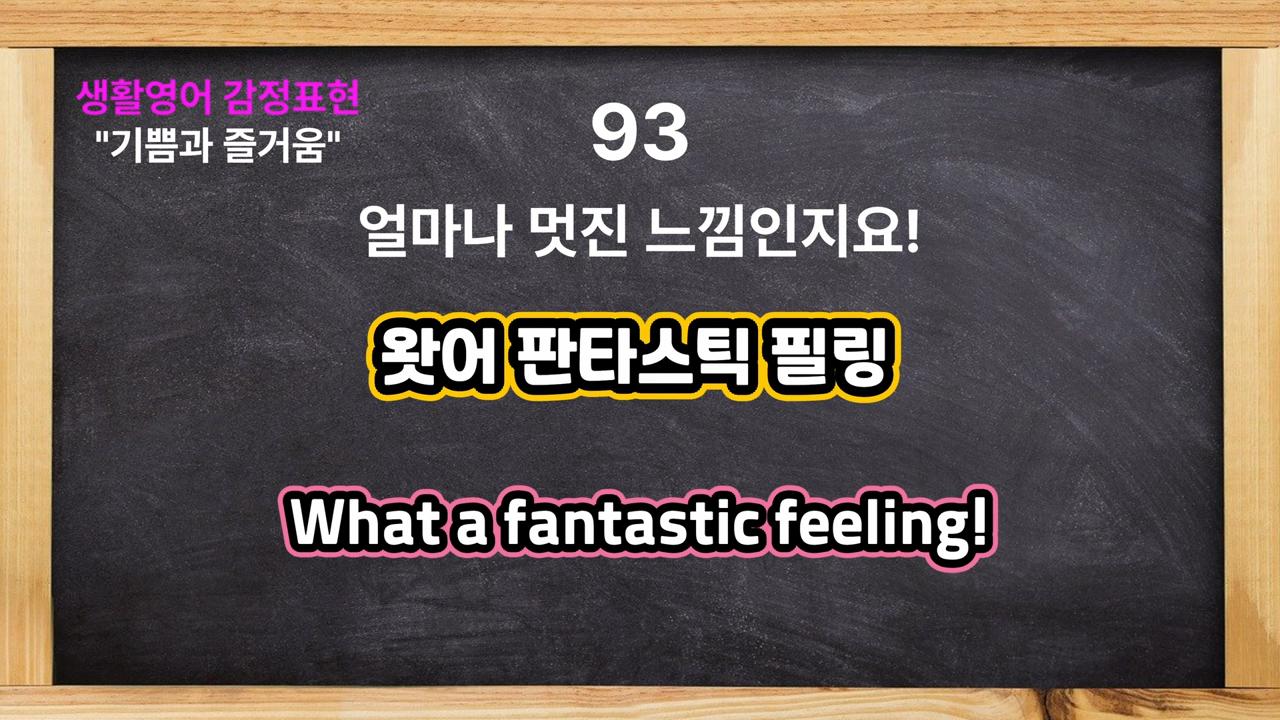 생활영어 감정표현
"기쁨과 즐거움"
93
얼마나 멋진 느낌인지요!
왓어 판타스틱 필링
What a fantastic feeling!